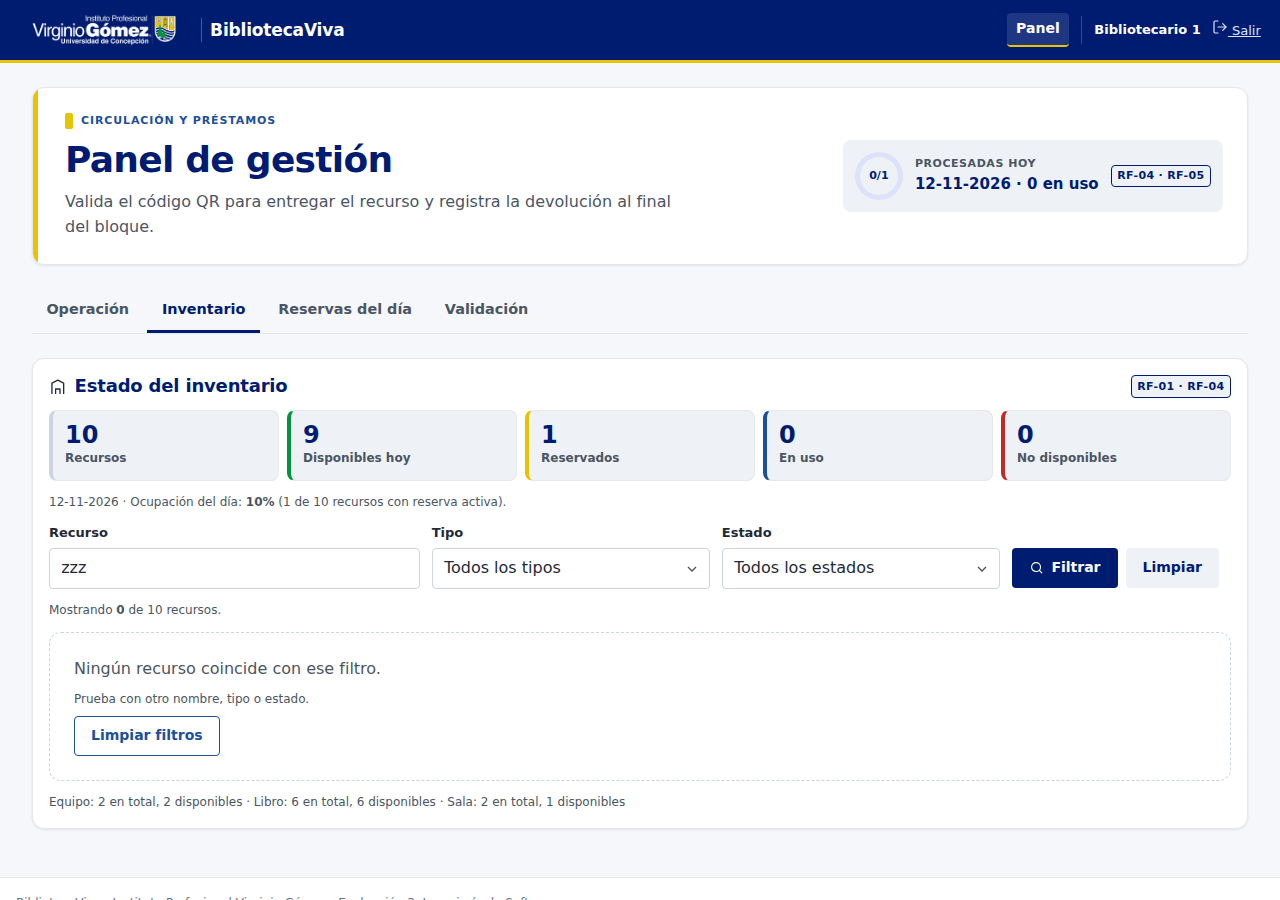 Instituto Profesional
VirginioGómez
Universidad de Concepción
BibliotecaViva
Panel
Bibliotecario 1
Salir
CIRCULACIÓN Y PRÉSTAMOS
Panel de gestión
Valida el código QR para entregar el recurso y registra la devolución al final
del bloque.
0/1
PROCESADAS HOY
12-11-2026 · 0 en uso
RF-04 · RF-05
Operación
Inventario
Reservas del día
Validación
Estado del inventario
RF-01 · RF-04
10
Recursos
9
Disponibles hoy
1
Reservados
0
En uso
0
No disponibles
12-11-2026 · Ocupación del día: 10% (1 de 10 recursos con reserva activa).
Recurso
Tipo
Estado
zzz
Todos los tipos
Todos los estados
Filtrar
Limpiar
Mostrando 0 de 10 recursos.
Ningún recurso coincide con ese filtro.
Prueba con otro nombre, tipo o estado.
Limpiar filtros
Equipo: 2 en total, 2 disponibles · Libro: 6 en total, 6 disponibles · Sala: 2 en total, 1 disponibles